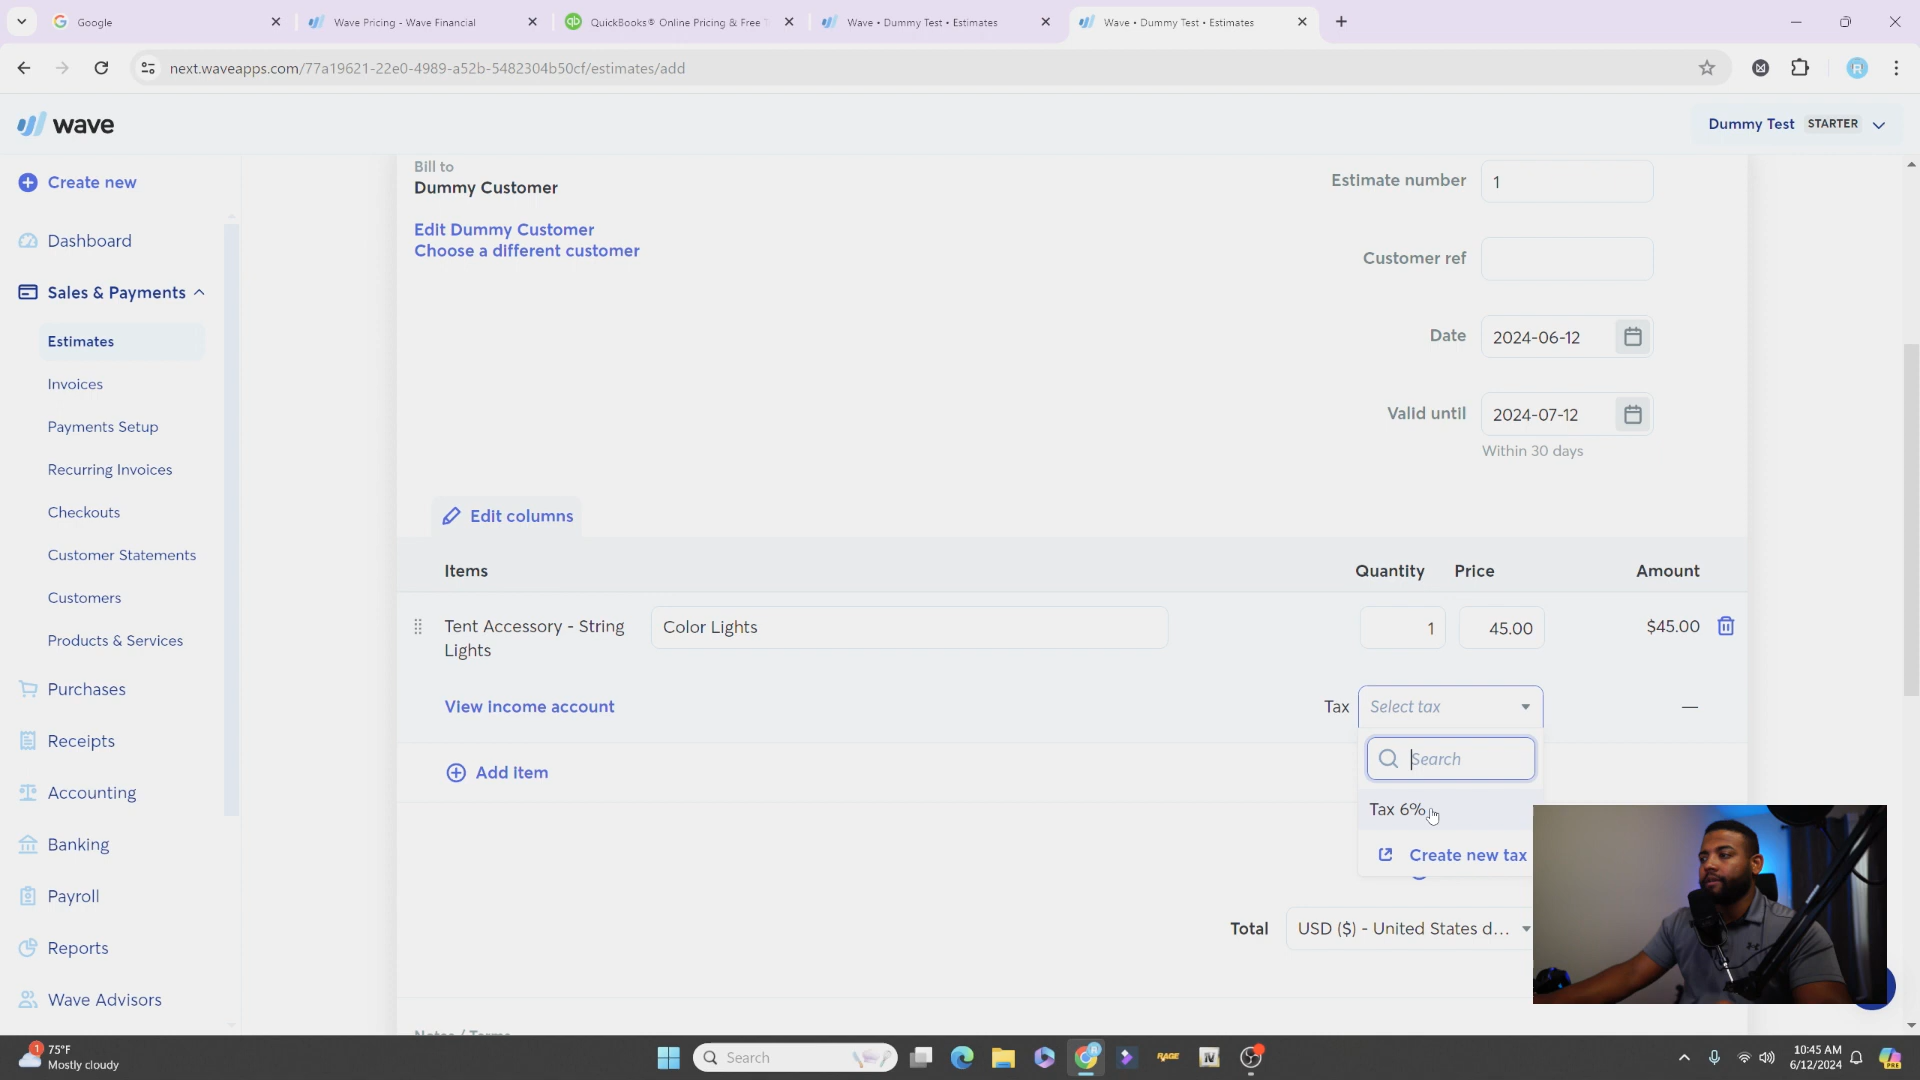 Google
Wave Pricing - Wave Financial
qb
QuickBooks® Online Pricing & Free
Wave • Dummy Test • Estimates
Wave • Dummy Test • Estimates
next.waveapps.com/77a19621-22e0-4989-a52b-5482304b50cf/estimates/add
R
wave
Dummy Test STARTER
Create new
Dashboard
Sales & Payments
Estimates
Invoices
Payments Setup
Recurring Invoices
Checkouts
Customer Statements
Customers
Products & Services
Purchases
Receipts
Accounting
Banking
Payroll
Reports
Wave Advisors
Bill to
Dummy Customer
Edit Dummy Customer
Choose a different customer
Estimate number 1
Customer ref
Date 2024-06-12
Valid until 2024-07-12
Within 30 days
Edit columns
Items Quantity Price Amount
Tent Accessory - String Lights Color Lights 1 45.00 $45.00
View income account Tax Select tax —
Search
Add item
Tax 6%
Create new tax
Total USD ($) - United States d...
Notes / Terms
1
75°F
Mostly cloudy
Search
RAGE
N
10:45 AM
6/12/2024
PRE